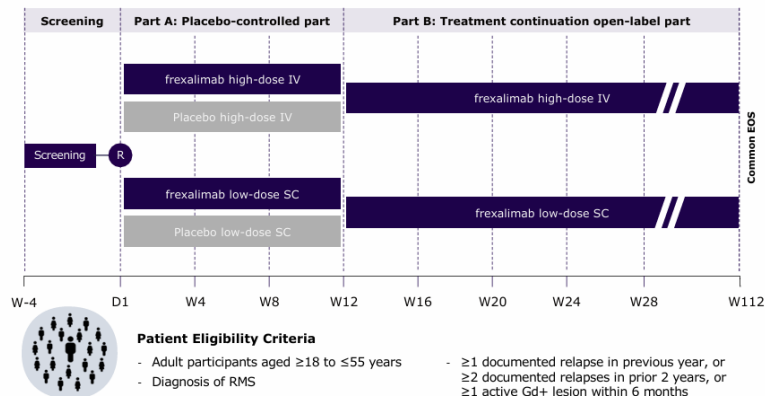 Screening
Part A: Placebo-controlled part
Part B: Treatment continuation open-label part
frexalimab high-dose IV
Placebo high-dose IV
frexalimab high-dose IV
Screening
R
frexalimab low-dose SC
Placebo low-dose SC
frexalimab low-dose SC
Common EOS
W-4
D1
W4
W8
W12
W16
W20
W24
W28
W112
Patient Eligibility Criteria
- Adult participants aged ≥18 to ≤55 years
- Diagnosis of RMS
- ≥1 documented relapse in previous year, or
≥2 documented relapses in prior 2 years, or
≥1 active Gd+ lesion within 6 months